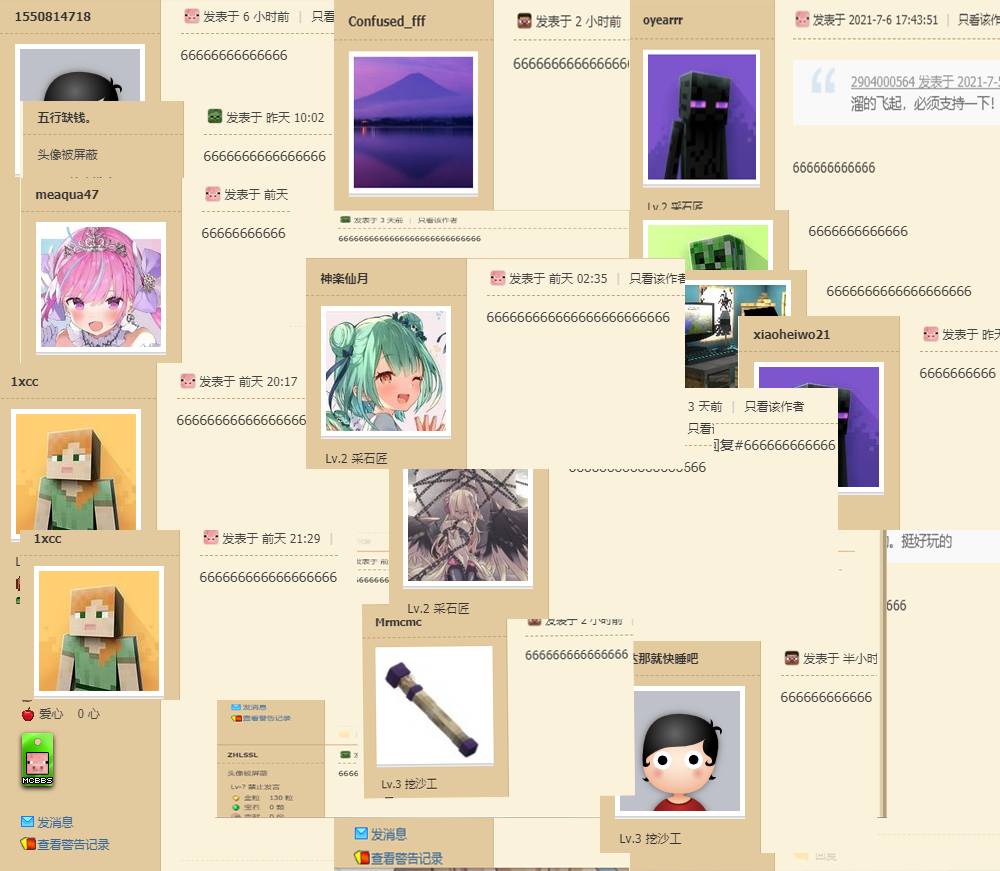 1550814718
发表于 6 小时前 | 只看
66666666666666
五行缺钱。
发表于 昨天 10:02
头像被屏蔽
6666666666666666
meaqua47
发表于 前天
66666666666
1xcc
发表于 前天 20:17
1xcc
发表于 前天 21:29 |
666666666666666666
爱心 0 心
MCBBS
发消息
查看警告记录
Confused_fff
发表于 2 小时前
发表于 3 天前 | 只看该作者
神楽仙月
发表于 前天 02:35 | 只看该作者
666666666666666666666666
Lv.2 采石匠
Lv.2 采石匠
Mrmcmc
发表于 2 小时前
66666666666666
Lv.3 挖沙工
发消息
查看警告记录
ZHLSSL
头像被屏蔽
Lv-? 禁止发言
金粒 130 粒
宝石 0 颗
发消息
查看警告记录
oyearrr
发表于 2021-7-6 17:43:51 | 只看该作
2904000564 发表于 2021-7-
溜的飞起，必须支持一下!
666666666666
Lv.2 采石匠
6666666666666
6666666666666666666
xiaoheiwo21
发表于 昨天
6666666666
3 天前 | 只看该作者
只看
复#666666666666
。挺好玩的
666
那就快睡吧
发表于 半小时
666666666666
Lv.3 挖沙工
回复